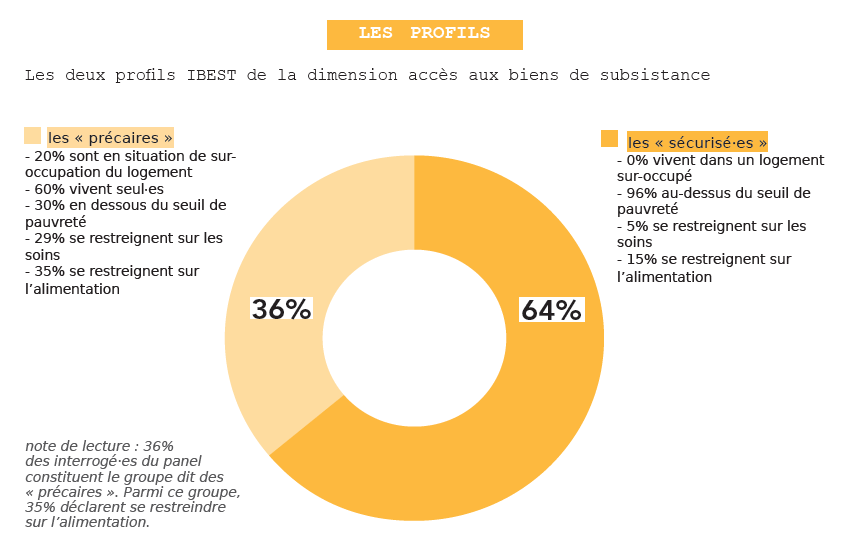 LES PROFILS
Les deux profils IBEST de la dimension accès aux biens de subsistance
les « précaires »
- 20% sont en situation de sur-
occupation du logement
- 60% vivent seul·es
- 30% en dessous du seuil de
pauvreté
- 29% se restreignent sur les
soins
- 35% se restreignent sur
l’alimentation
les « sécurisé·es »
- 0% vivent dans un logement
sur-occupé
- 96% au-dessus du seuil de
pauvreté
- 5% se restreignent sur les
soins
- 15% se restreignent sur
l’alimentation
36%
64%
note de lecture : 36%
des interrogé·es du panel
constituent le groupe dit des
« précaires ». Parmi ce groupe,
35% déclarent se restreindre
sur l’alimentation.